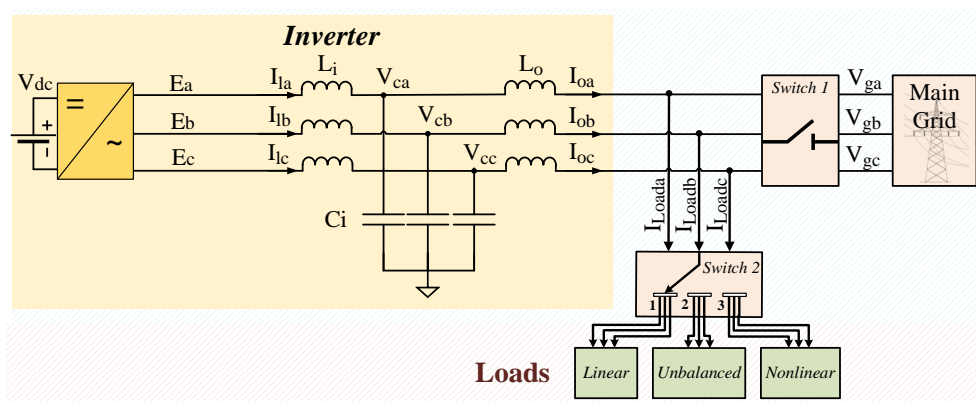 Inverter
Vdc
=
~
+
-
Ea
Eb
Ec
Ila
Ilb
Ilc
Li
Vca
Vcb
Vcc
Ci
Lo
Ioa
Iob
Ioc
Switch 1
Vga
Vgb
Vgc
Main
Grid
ILoada
ILoadb
ILoadc
Switch 2
1 2 3
Loads
Linear
Unbalanced
Nonlinear